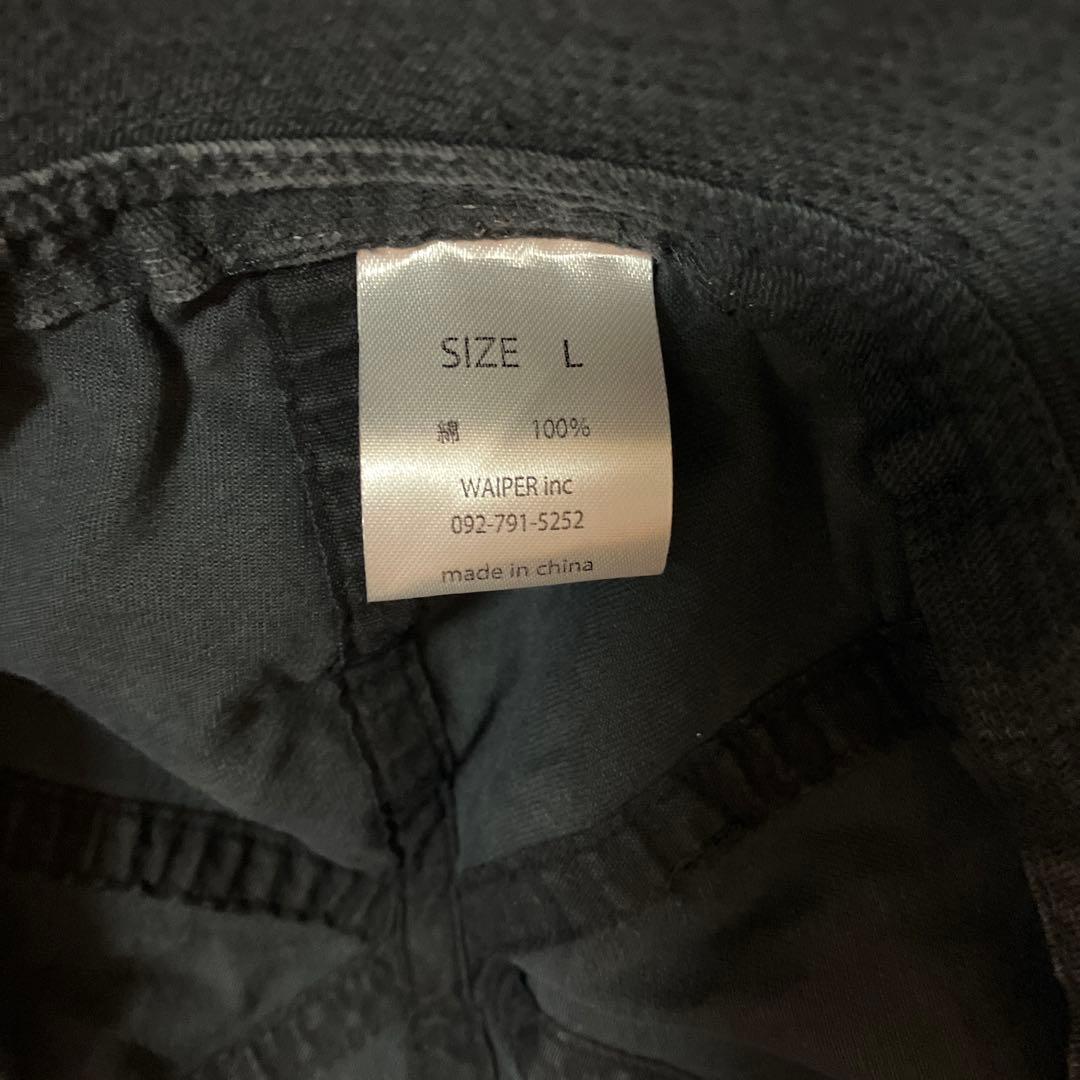 SIZE L
綿 100%
WAIPER inc
092-791-5252
made in china